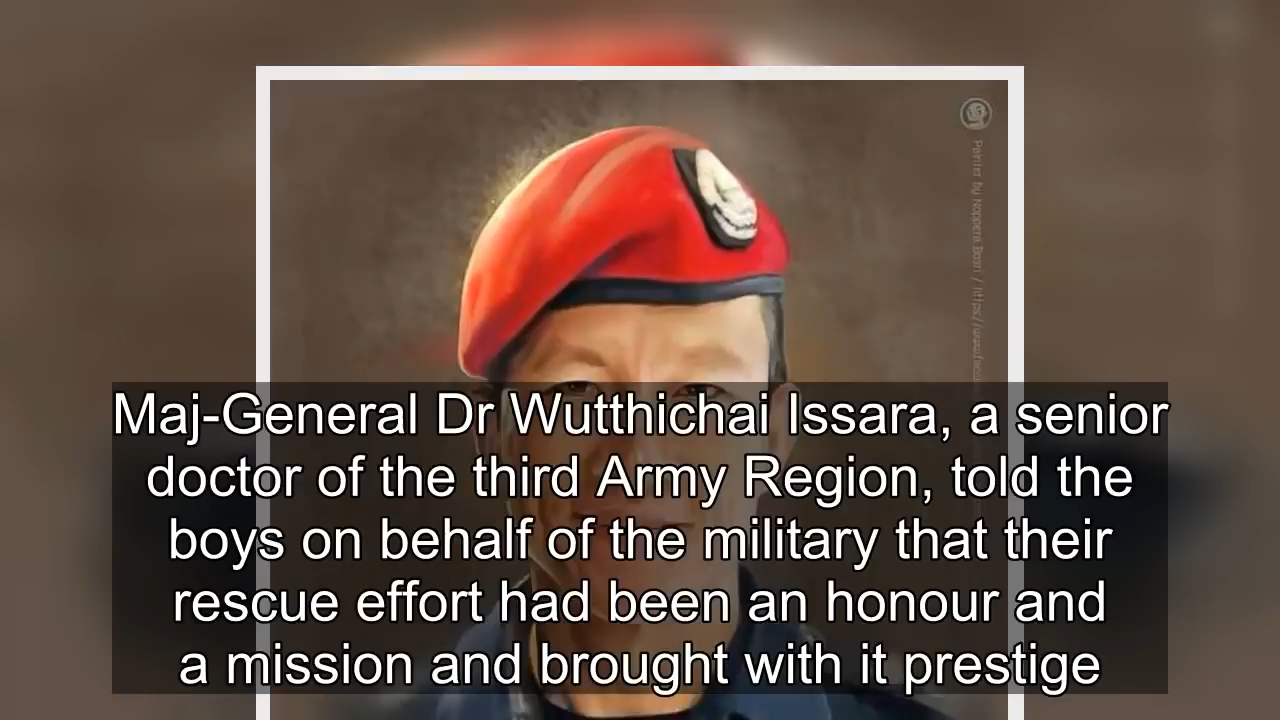 Maj-General Dr Wutthichai Issara, a senior
doctor of the third Army Region, told the
boys on behalf of the military that their
rescue effort had been an honour and
a mission and brought with it prestige